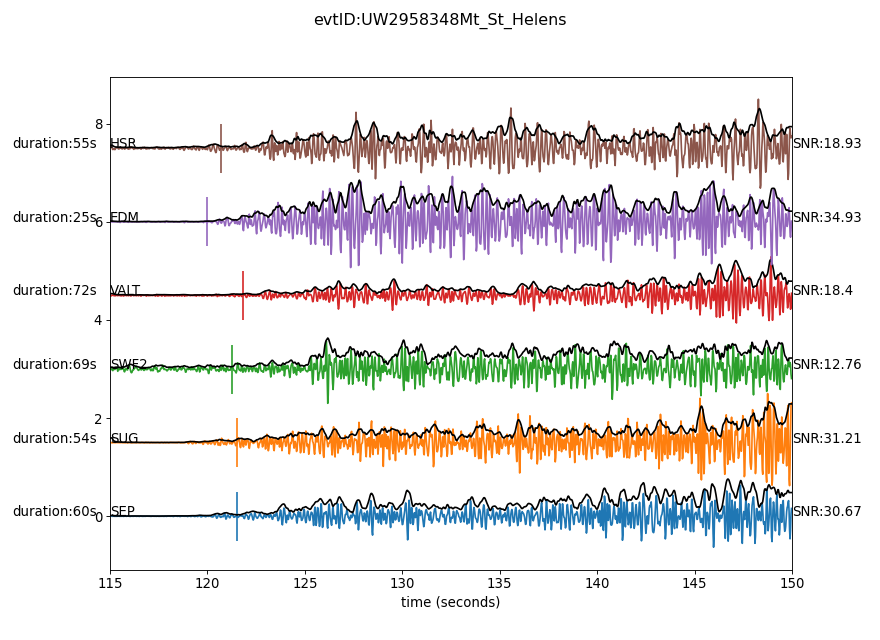 evtID:UW2958348Mt_St_Helens
8
duration:55s HSR SNR:18.93
duration:25s EDM SNR:34.93
6
duration:72s VALT SNR:18.4
4
duration:69s SWF2 SNR:12.76
2
duration:54s SUG SNR:31.21
duration:60s SEP SNR:30.67
0
115 120 125 130 135 140 145 150
time (seconds)